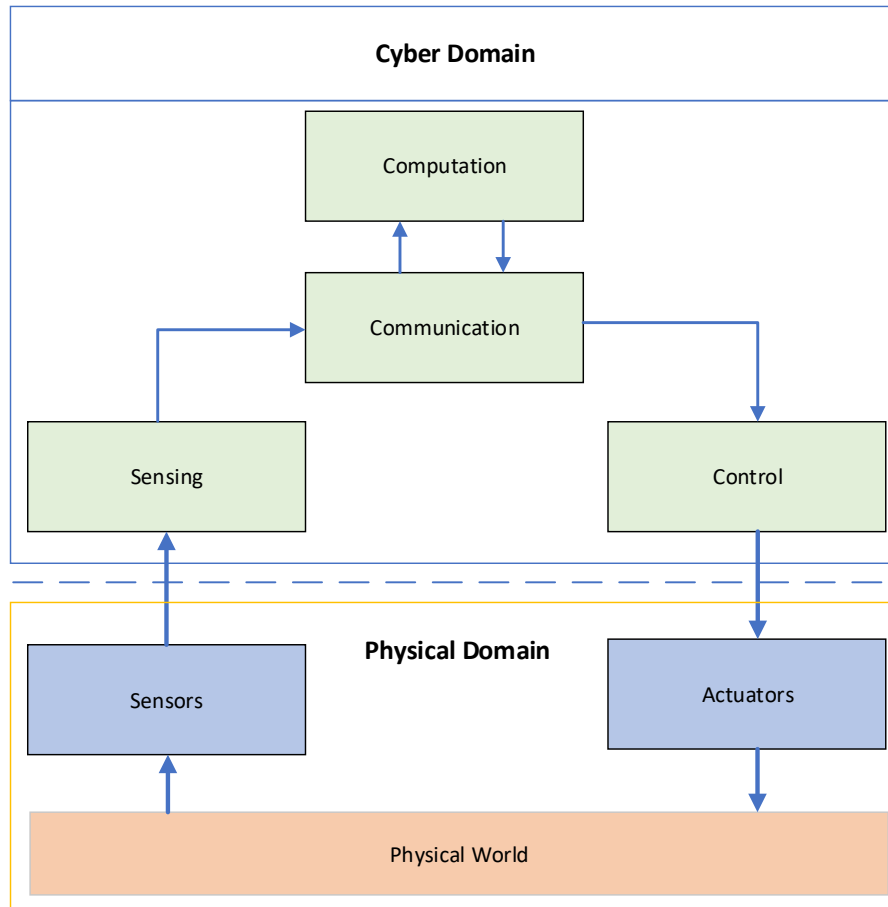 Cyber Domain
Computation
Communication
Sensing
Control
Physical Domain
Sensors
Actuators
Physical World